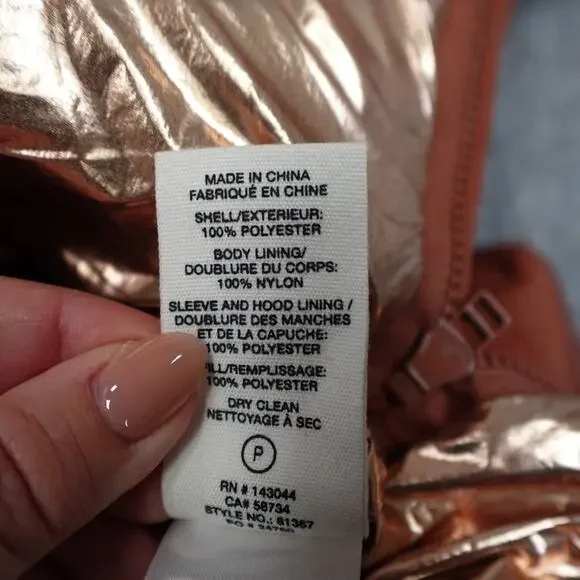 MADE IN CHINA
FABRIQUÉ EN CHINE
SHELL/EXTERIEUR:
100% POLYESTER
BODY LINING/
DOUBLURE DU CORPS:
100% NYLON
SLEEVE AND HOOD LINING /
DOUBLURE DES MANCHES
ET DE LA CAPUCHE:
100% POLYESTER
ILL/REMPLISSAGE:
100% POLYESTER
DRY CLEAN
NETTOYAGE À SEC
P
RN # 143044
CA# 58734
STYLE NO.: 81367